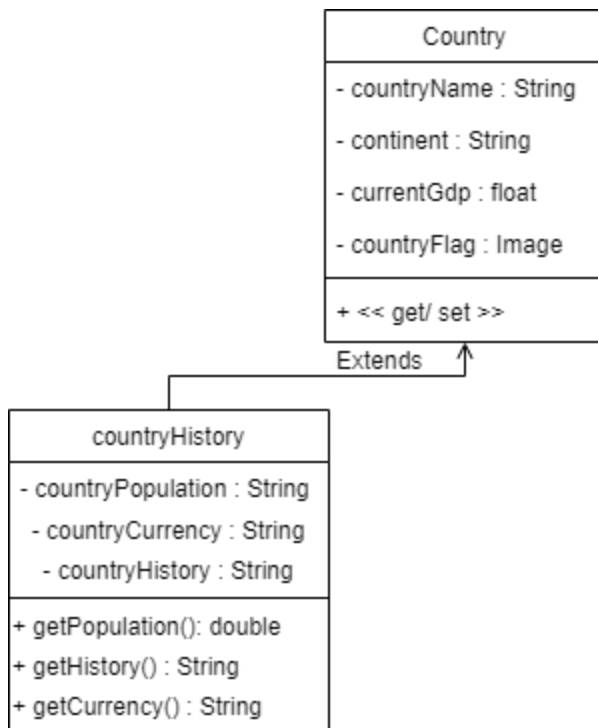 Country
- countryName : String
- continent : String
- currentGdp : float
- countryFlag : Image
+ << get/ set >>
Extends
countryHistory
- countryPopulation : String
- countryCurrency : String
- countryHistory : String
+ getPopulation(): double
+ getHistory() : String
+ getCurrency() : String